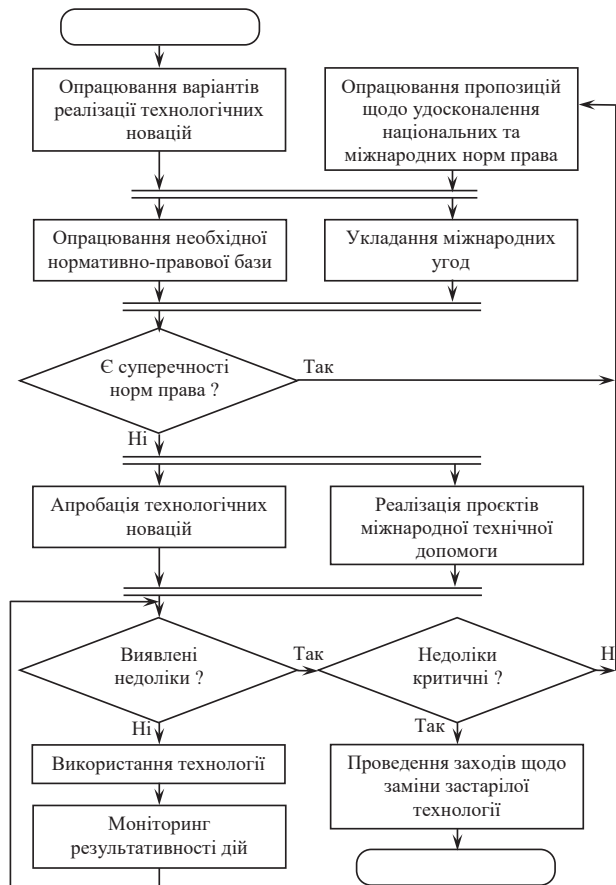 Опрацювання варіантів
реалізації технологічних
новацій
Опрацювання пропозицій
щодо удосконалення
національних та
міжнародних норм права
Опрацювання необхідної
нормативно-правової бази
Укладання міжнародних
угод
Є суперечності
норм права ?
Так
Ні
Апробація технологічних
новацій
Реалізація проєктів
міжнародної технічної
допомоги
Виявлені
недоліки ?
Так
Недоліки
критичні ?
Ні
Так
Використання технології
Проведення заходів щодо
заміни застарілої
технології
Моніторинг
результативності дій